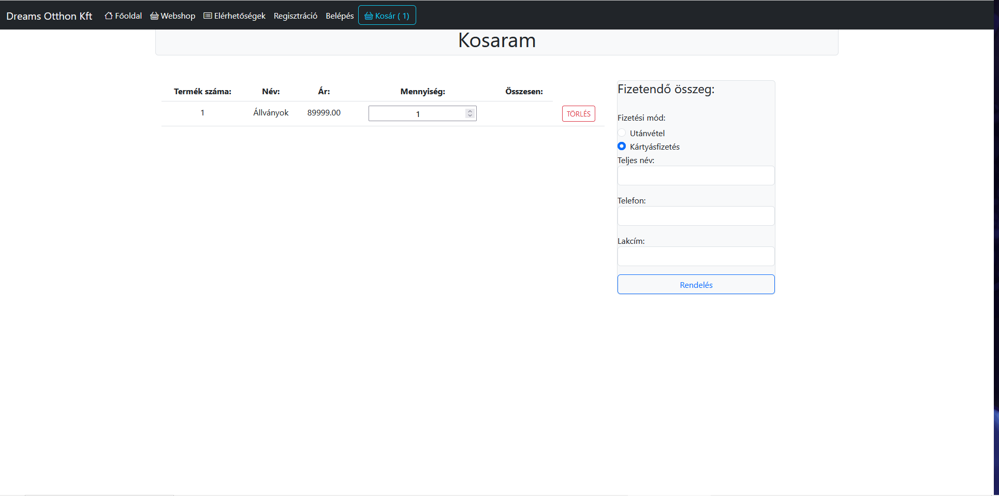 Dreams Otthon Kft Főoldal Webshop Elérhetőségek Regisztráció Belépés Kosár ( 1)
Kosaram
Termék száma: Név: Ár: Mennyiség: Összesen:
1 Állványok 89999.00 1 TÖRLÉS
Fizetendő összeg:
Fizetési mód:
Utánvétel
Kártyásfizetés
Teljes név:
Telefon:
Lakcím:
Rendelés